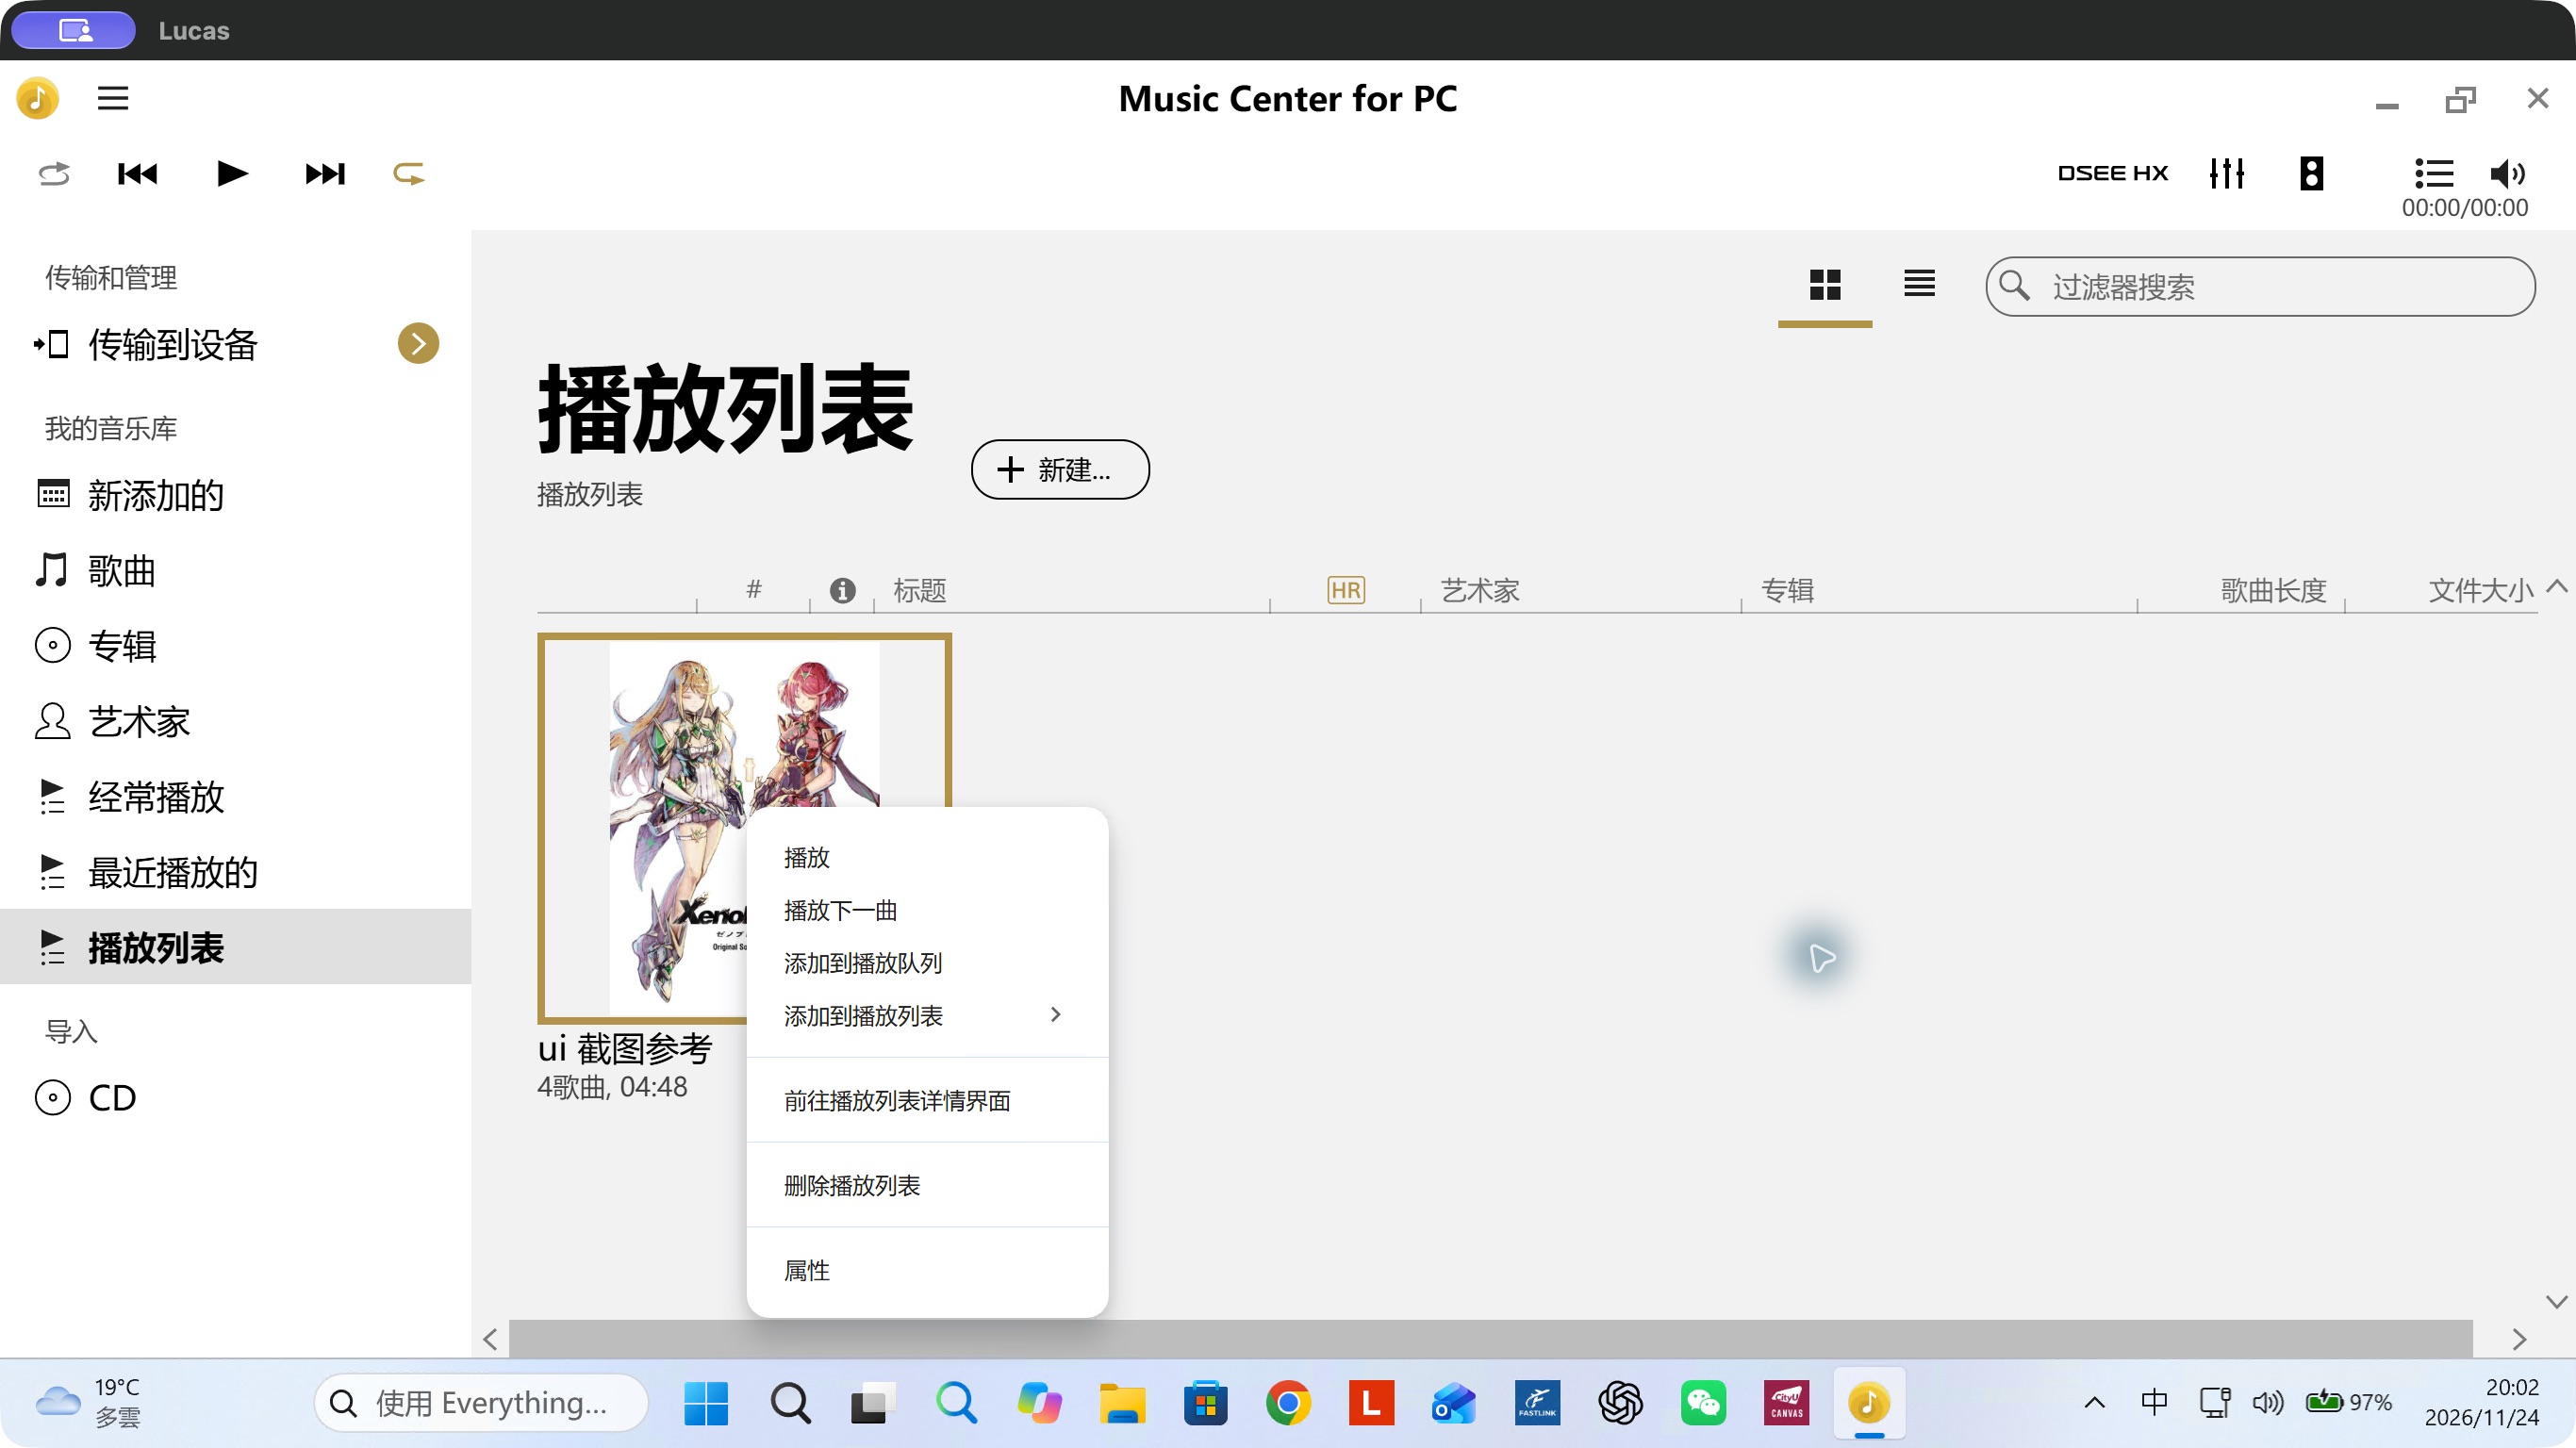 Lucas
Music Center for PC
DSEE HX
00:00/00:00
传输和管理
传输到设备
我的音乐库
新添加的
歌曲
专辑
艺术家
经常播放
最近播放的
播放列表
导入
CD
过滤器搜索
播放列表
播放列表
新建...
# 标题 HR 艺术家 专辑 歌曲长度 文件大小
Original So
ui 截图参考
4歌曲, 04:48
播放
播放下一曲
添加到播放队列
添加到播放列表
前往播放列表详情界面
删除播放列表
属性
19°C
多雲
使用 Everything...
L
FASTLINK
CityU
CANVAS
中
97%
20:02
2026/11/24